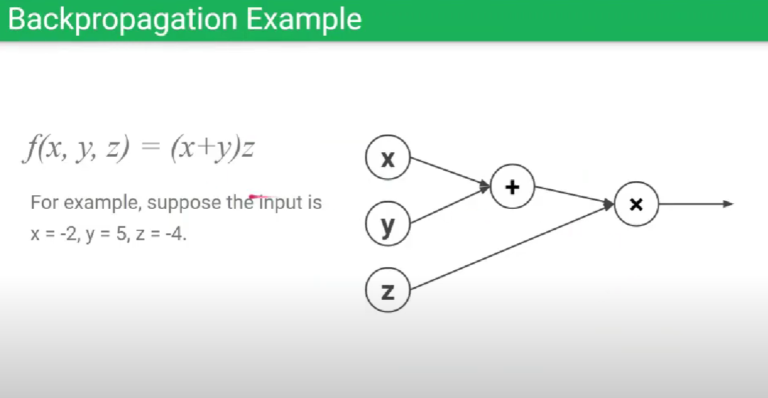 Backpropagation Example
f(x, y, z) = (x+y)z
For example, suppose the input is
x = -2, y = 5, z = -4.
x
+
y
×
z